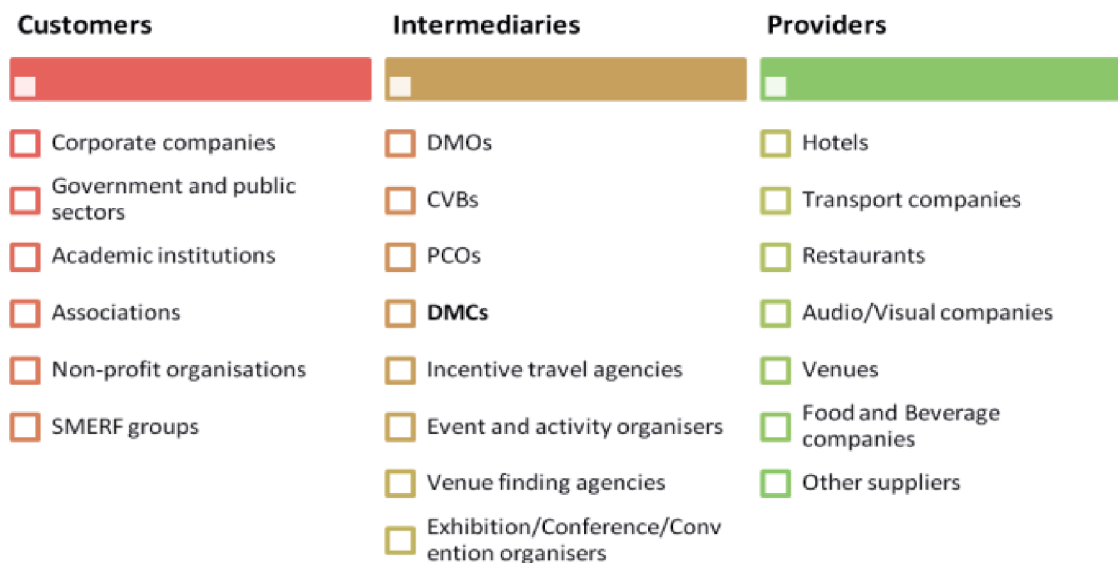 Customers
Corporate companies
Government and public
sectors
Academic institutions
Associations
Non-profit organisations
SMERF groups
Intermediaries
DMOs
CVBs
PCOs
DMCs
Incentive travel agencies
Event and activity organisers
Venue finding agencies
Exhibition/Conference/Conv
ention organisers
Providers
Hotels
Transport companies
Restaurants
Audio/Visual companies
Venues
Food and Beverage
companies
Other suppliers